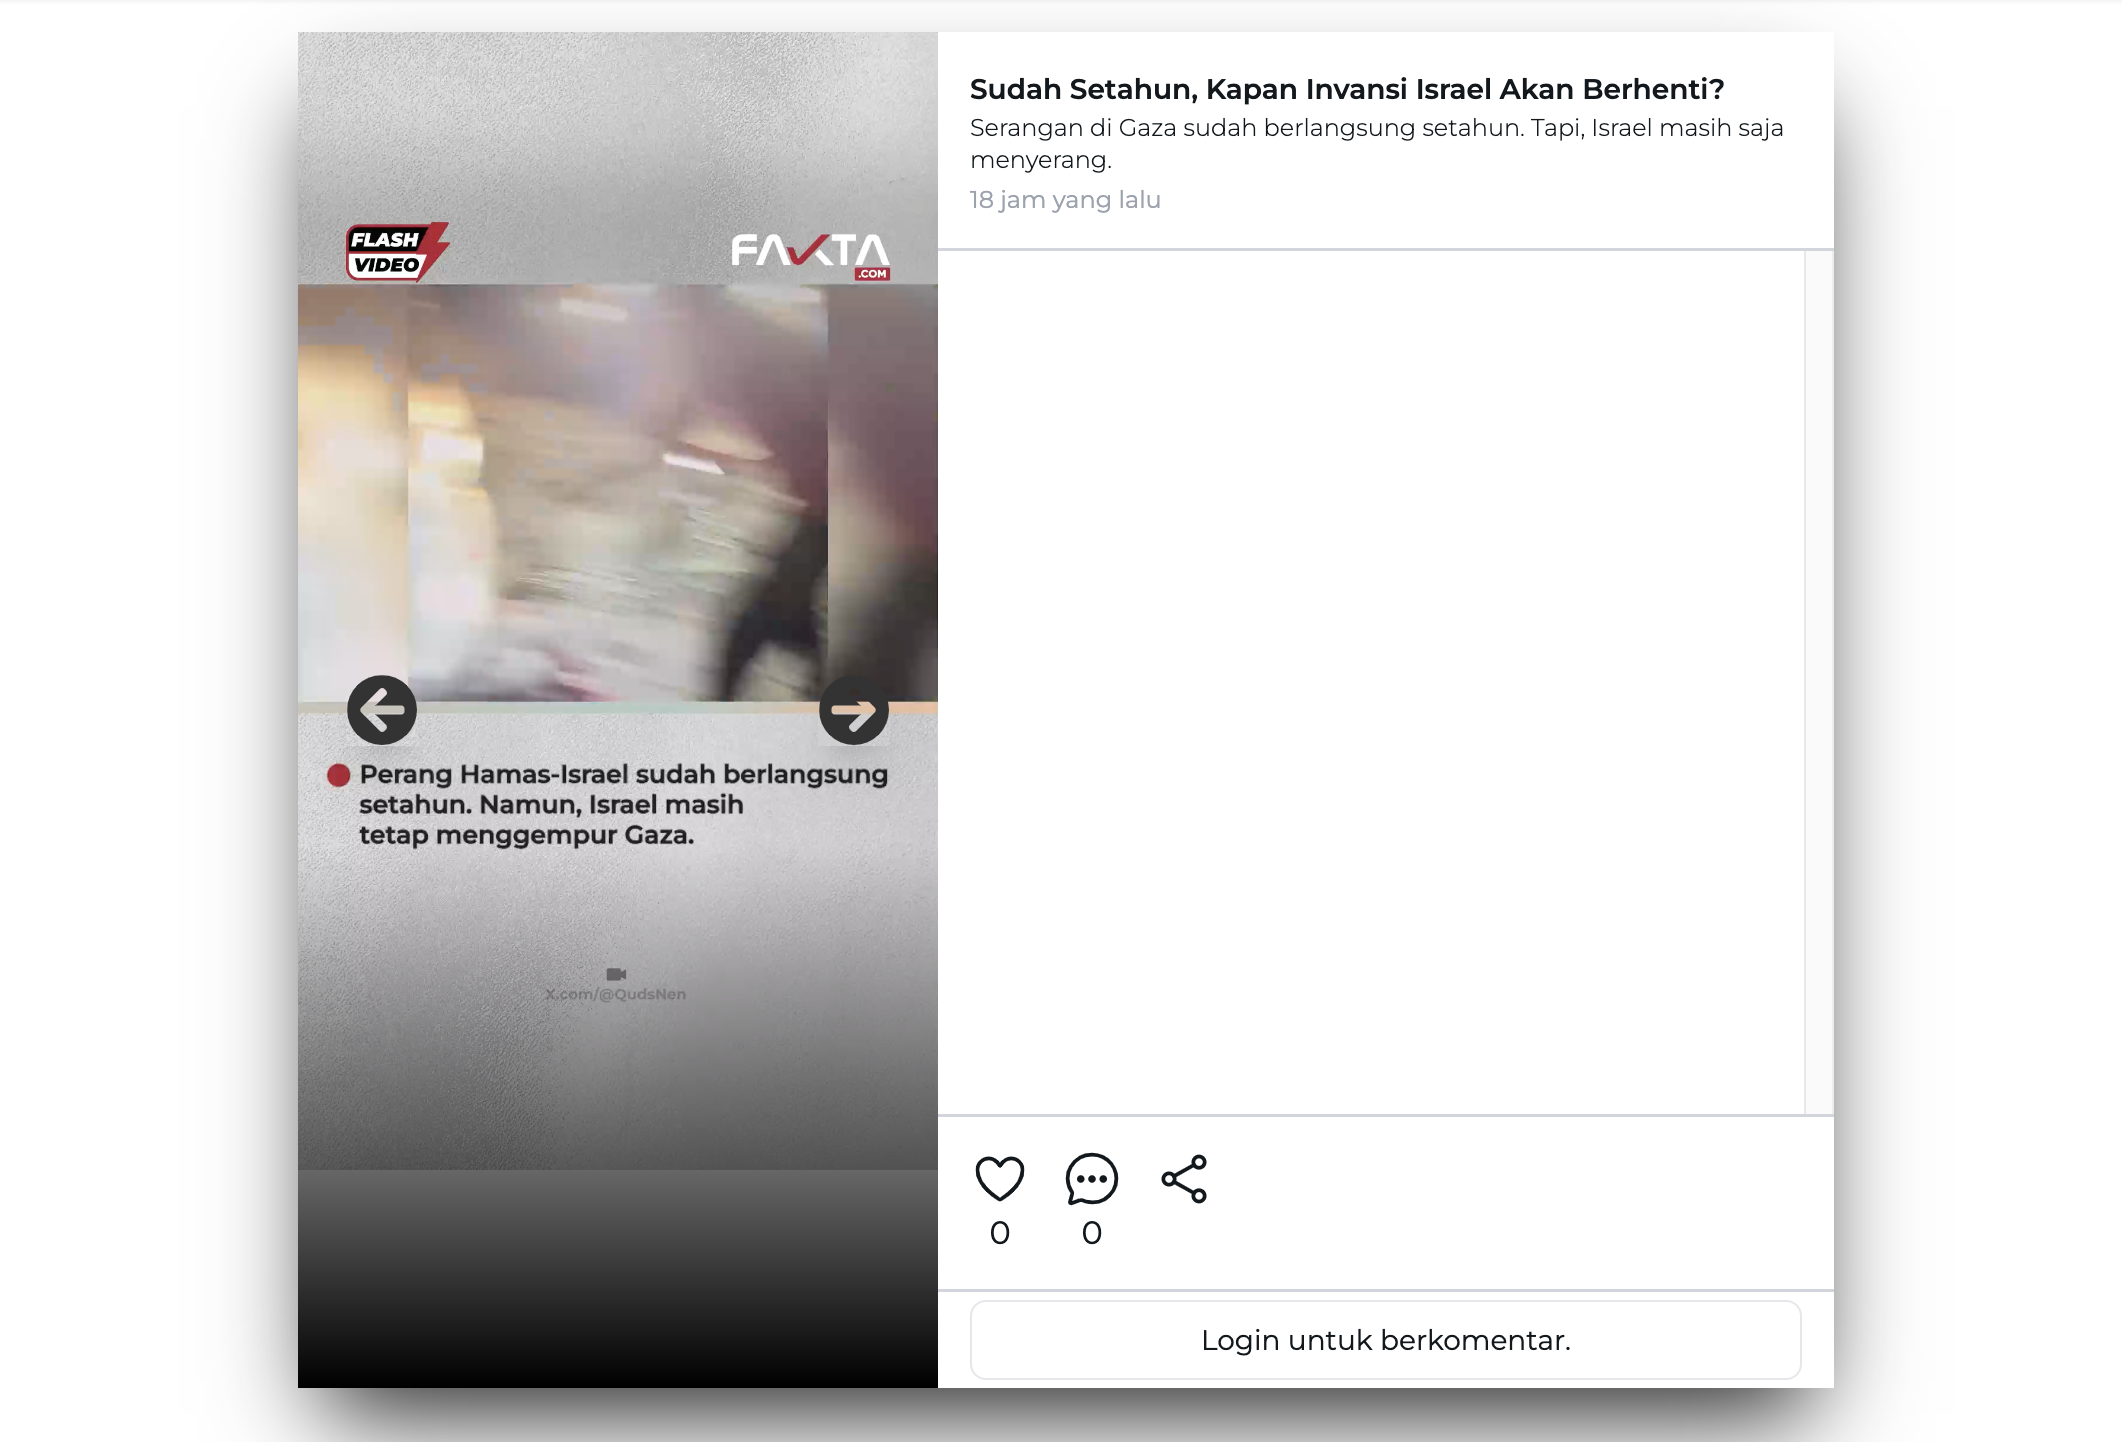 FLASH
VIDEO
FAKTA
.COM
Perang Hamas-Israel sudah berlangsung
setahun. Namun, Israel masih
tetap menggempur Gaza.
X.com/@QudsNen
Sudah Setahun, Kapan Invansi Israel Akan Berhenti?
Serangan di Gaza sudah berlangsung setahun. Tapi, Israel masih saja
menyerang.
18 jam yang lalu
0
0
Login untuk berkomentar.